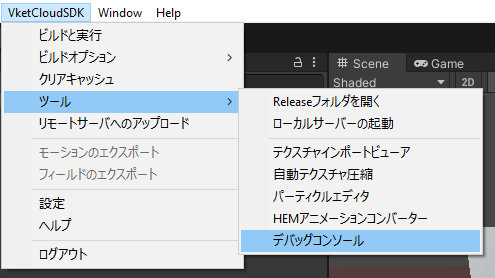 VketCloudSDK Window Help
ビルドと実行
ビルドオプション
クリアキャッシュ
ツール
リモートサーバへのアップロード
モーションのエクスポート
フィールドのエクスポート
設定
ヘルプ
ログアウト
Scene Game
Shaded 2D
Releaseフォルダを開く
ローカルサーバーの起動
テクスチャインポートビューア
自動テクスチャ圧縮
パーティクルエディタ
HEMアニメーションコンバーター
デバッグコンソール